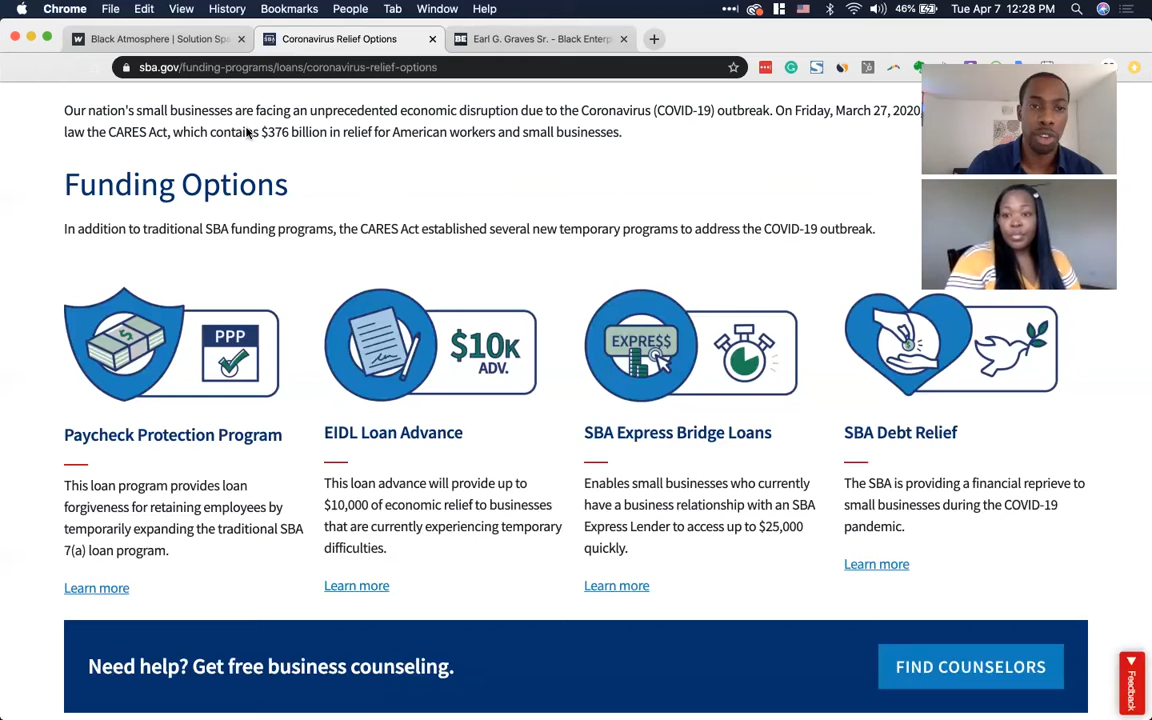 Chrome File Edit View History Bookmarks People Tab Window Help 46% Tue Apr 7 12:28 PM
Black Atmosphere | Solution Spa Coronavirus Relief Options BE Earl G. Graves Sr. - Black Enterp
sba.gov/funding-programs/loans/coronavirus-relief-options
Our nation's small businesses are facing an unprecedented economic disruption due to the Coronavirus (COVID-19) outbreak. On Friday, March 27, 2020,
law the CARES Act, which contains $376 billion in relief for American workers and small businesses.
Funding Options
In addition to traditional SBA funding programs, the CARES Act established several new temporary programs to address the COVID-19 outbreak.
PPP
$10K
ADV.
EXPRE$$
Paycheck Protection Program
This loan program provides loan
forgiveness for retaining employees by
temporarily expanding the traditional SBA
7(a) loan program.
Learn more
EIDL Loan Advance
This loan advance will provide up to
$10,000 of economic relief to businesses
that are currently experiencing temporary
difficulties.
Learn more
SBA Express Bridge Loans
Enables small businesses who currently
have a business relationship with an SBA
Express Lender to access up to $25,000
quickly.
Learn more
SBA Debt Relief
The SBA is providing a financial reprieve to
small businesses during the COVID-19
pandemic.
Learn more
Need help? Get free business counseling.
FIND COUNSELORS
Feedback